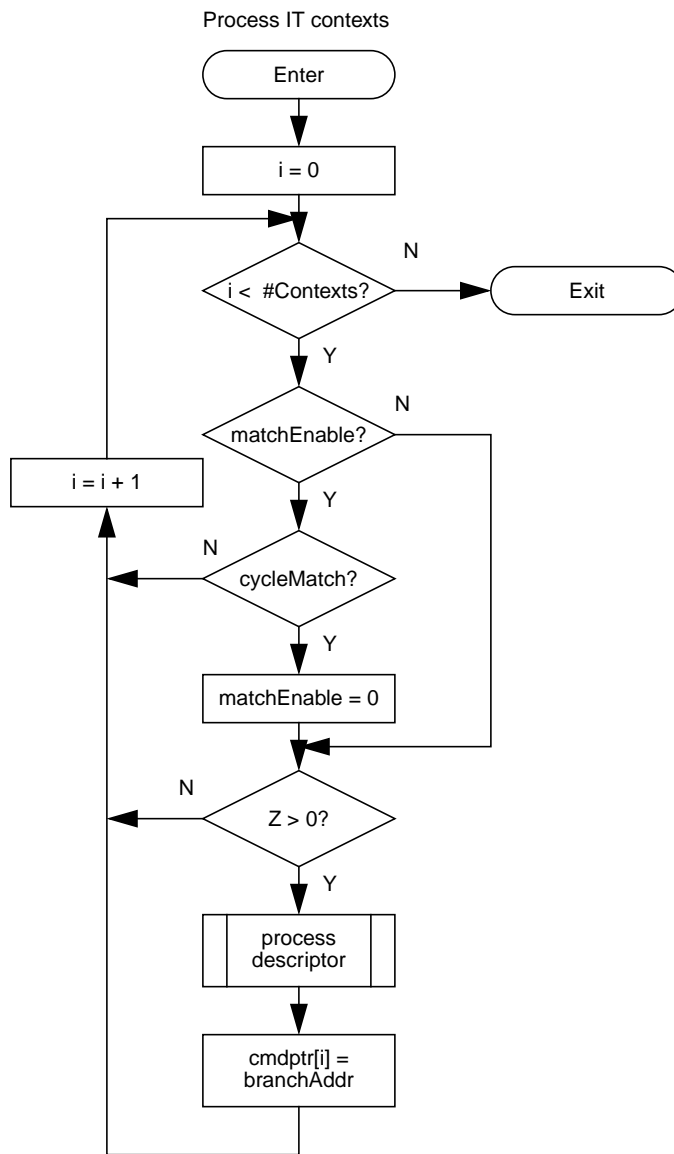 Process IT contexts
Enter
i = 0
N
i < #Contexts?
Exit
Y
N
matchEnable?
i = i + 1
Y
N
cycleMatch?
Y
matchEnable = 0
N
Z > 0?
Y
process
descriptor
cmdptr[i] =
branchAddr